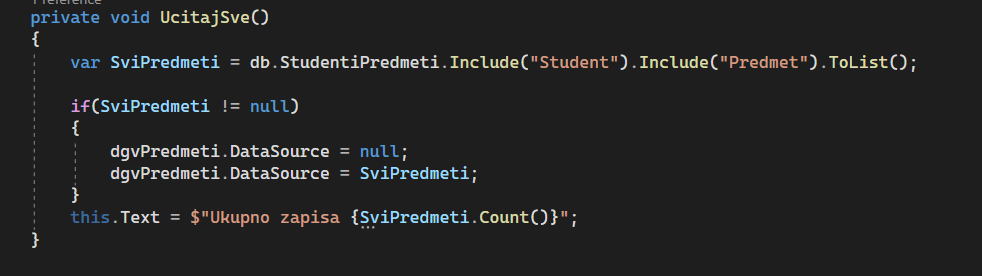 1 reference
private void UcitajSve()
{
var SviPredmeti = db.StudentiPredmeti.Include("Student").Include("Predmet").ToList();
if(SviPredmeti != null)
{
dgvPredmeti.DataSource = null;
dgvPredmeti.DataSource = SviPredmeti;
}
this.Text = $"Ukupno zapisa {SviPredmeti.Count()}";
}